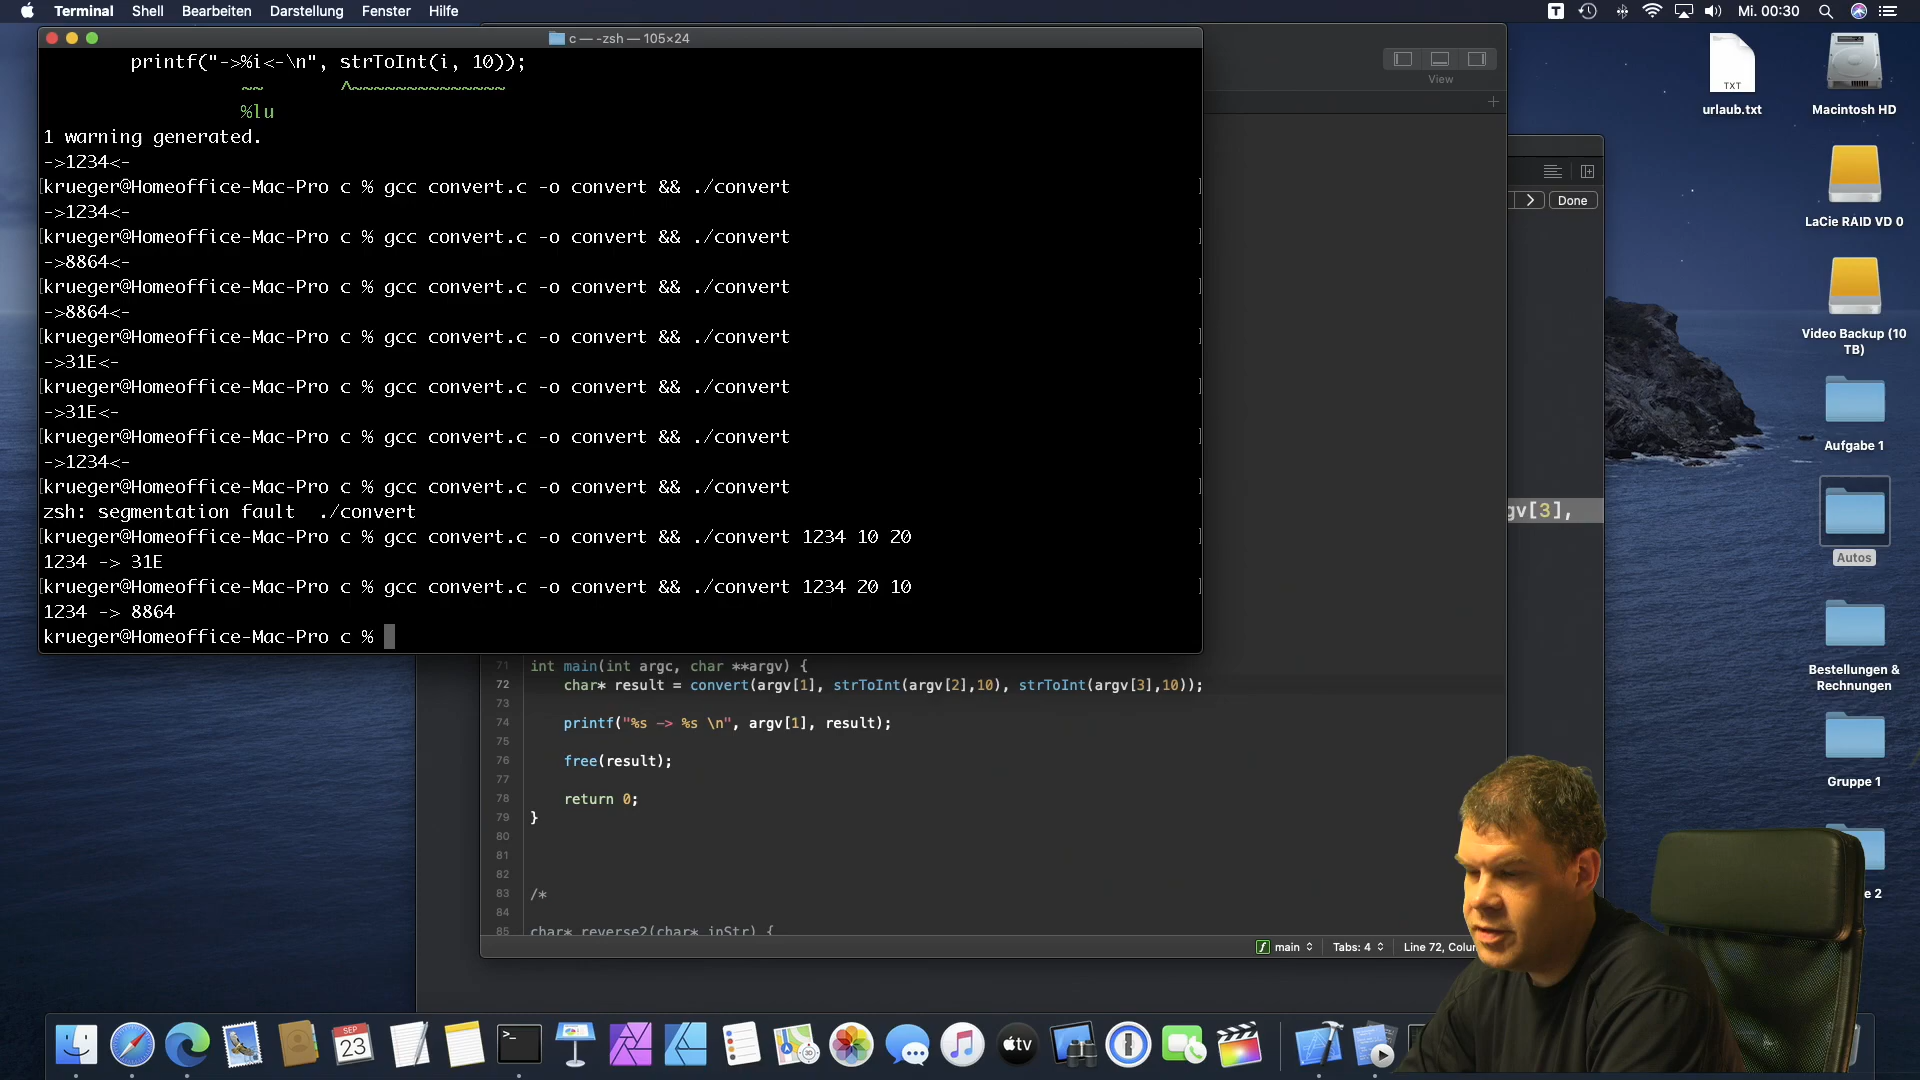 Terminal Shell Bearbeiten Darstellung Fenster Hilfe
Mi. 00:30
c — -zsh — 105×24
printf("->%i<-\n", strToInt(i, 10));
~~ ^~~~~~~~~~~~~~~
%lu
1 warning generated.
->1234<-
krueger@Homeoffice-Mac-Pro c % gcc convert.c -o convert && ./convert
->1234<-
krueger@Homeoffice-Mac-Pro c % gcc convert.c -o convert && ./convert
->8864<-
krueger@Homeoffice-Mac-Pro c % gcc convert.c -o convert && ./convert
->8864<-
krueger@Homeoffice-Mac-Pro c % gcc convert.c -o convert && ./convert
->31E<-
krueger@Homeoffice-Mac-Pro c % gcc convert.c -o convert && ./convert
->31E<-
krueger@Homeoffice-Mac-Pro c % gcc convert.c -o convert && ./convert
->1234<-
krueger@Homeoffice-Mac-Pro c % gcc convert.c -o convert && ./convert
zsh: segmentation fault  ./convert
krueger@Homeoffice-Mac-Pro c % gcc convert.c -o convert && ./convert 1234 10 20
1234 -> 31E
krueger@Homeoffice-Mac-Pro c % gcc convert.c -o convert && ./convert 1234 20 10
1234 -> 8864
krueger@Homeoffice-Mac-Pro c %
View
Done
gv[3],
71 int main(int argc, char **argv) {
72 char* result = convert(argv[1], strToInt(argv[2],10), strToInt(argv[3],10));
73
74 printf("%s -> %s \n", argv[1], result);
75
76 free(result);
77
78 return 0;
79 }
80
81
82
83 /*
84
85 char* reverse2(char* inStr) {
main
Tabs: 4
Line 72, Colu
TXT
urlaub.txt
Macintosh HD
LaCie RAID VD 0
Video Backup (10
TB)
Aufgabe 1
Autos
Bestellungen &
Rechnungen
Gruppe 1
e 2
SEP
23
tv